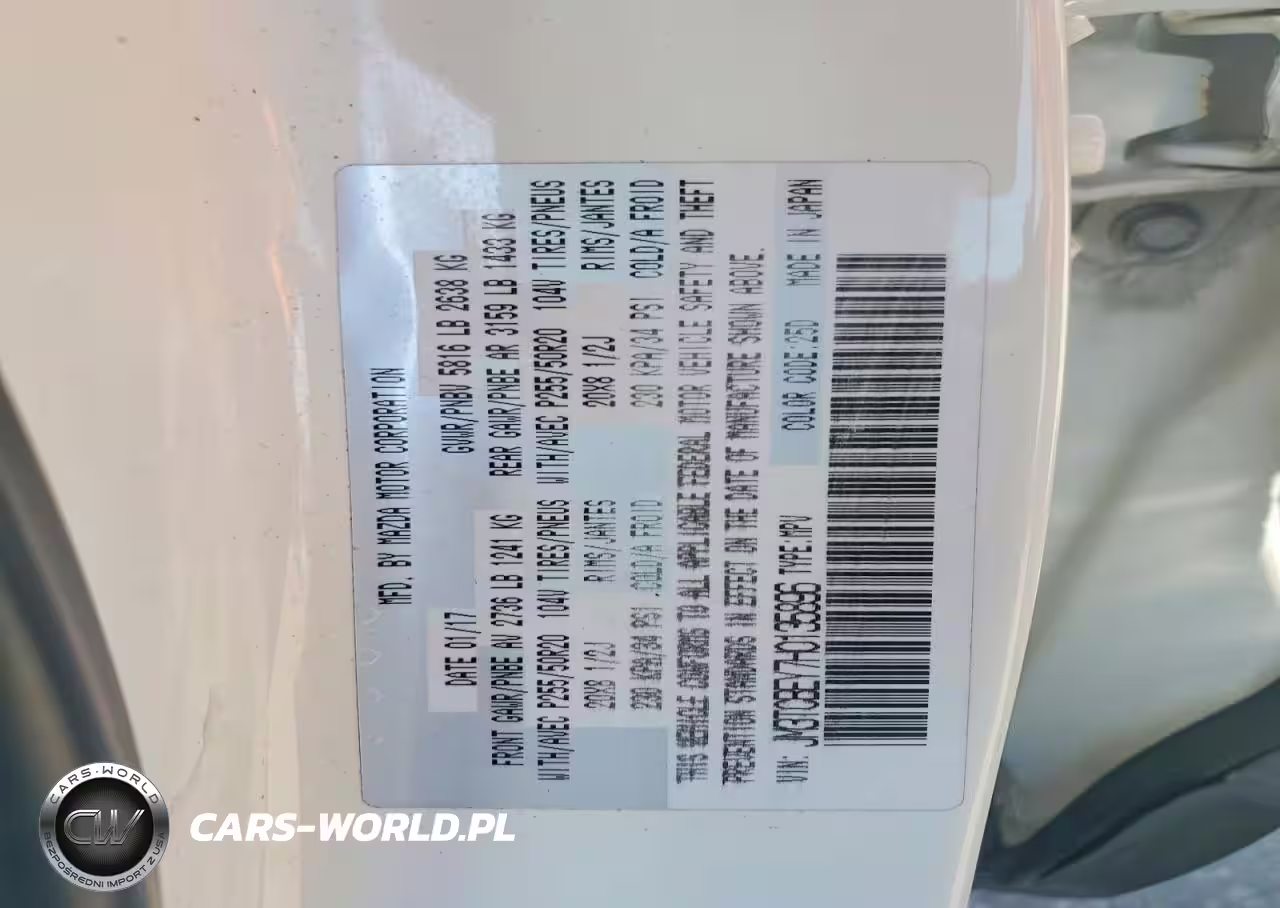 MFD. BY MAZDA MOTOR CORPORATION
DATE 01/17 GVWR/PNBV 5816 LB 2638 KG
FRONT GAWR/PNBE AV 2736 LB 1241 KG REAR GAWR/PNBE AR 3159 LB 1433 KG
WITH/AVEC P255/50R20 104V TIRES/PNEUS WITH/AVEC P255/50R20 104V TIRES/PNEUS
20X8 1/2J RIMS/JANTES 20X8 1/2J RIMS/JANTES
230 KPA/34 PSI COLD/A FROID 230 KPA/34 PSI COLD/A FROID
THIS VEHICLE CONFORMS TO ALL APPLICABLE FEDERAL MOTOR VEHICLE SAFETY AND THEFT
PREVENTION STANDARDS IN EFFECT ON THE DATE OF MANUFACTURE SHOWN ABOVE.
VIN: TYPE:MPV COLOR CODE:25D MADE IN JAPAN
CARS-WORLD
CW
BEZPOŚREDNI IMPORT Z USA
CARS-WORLD.PL